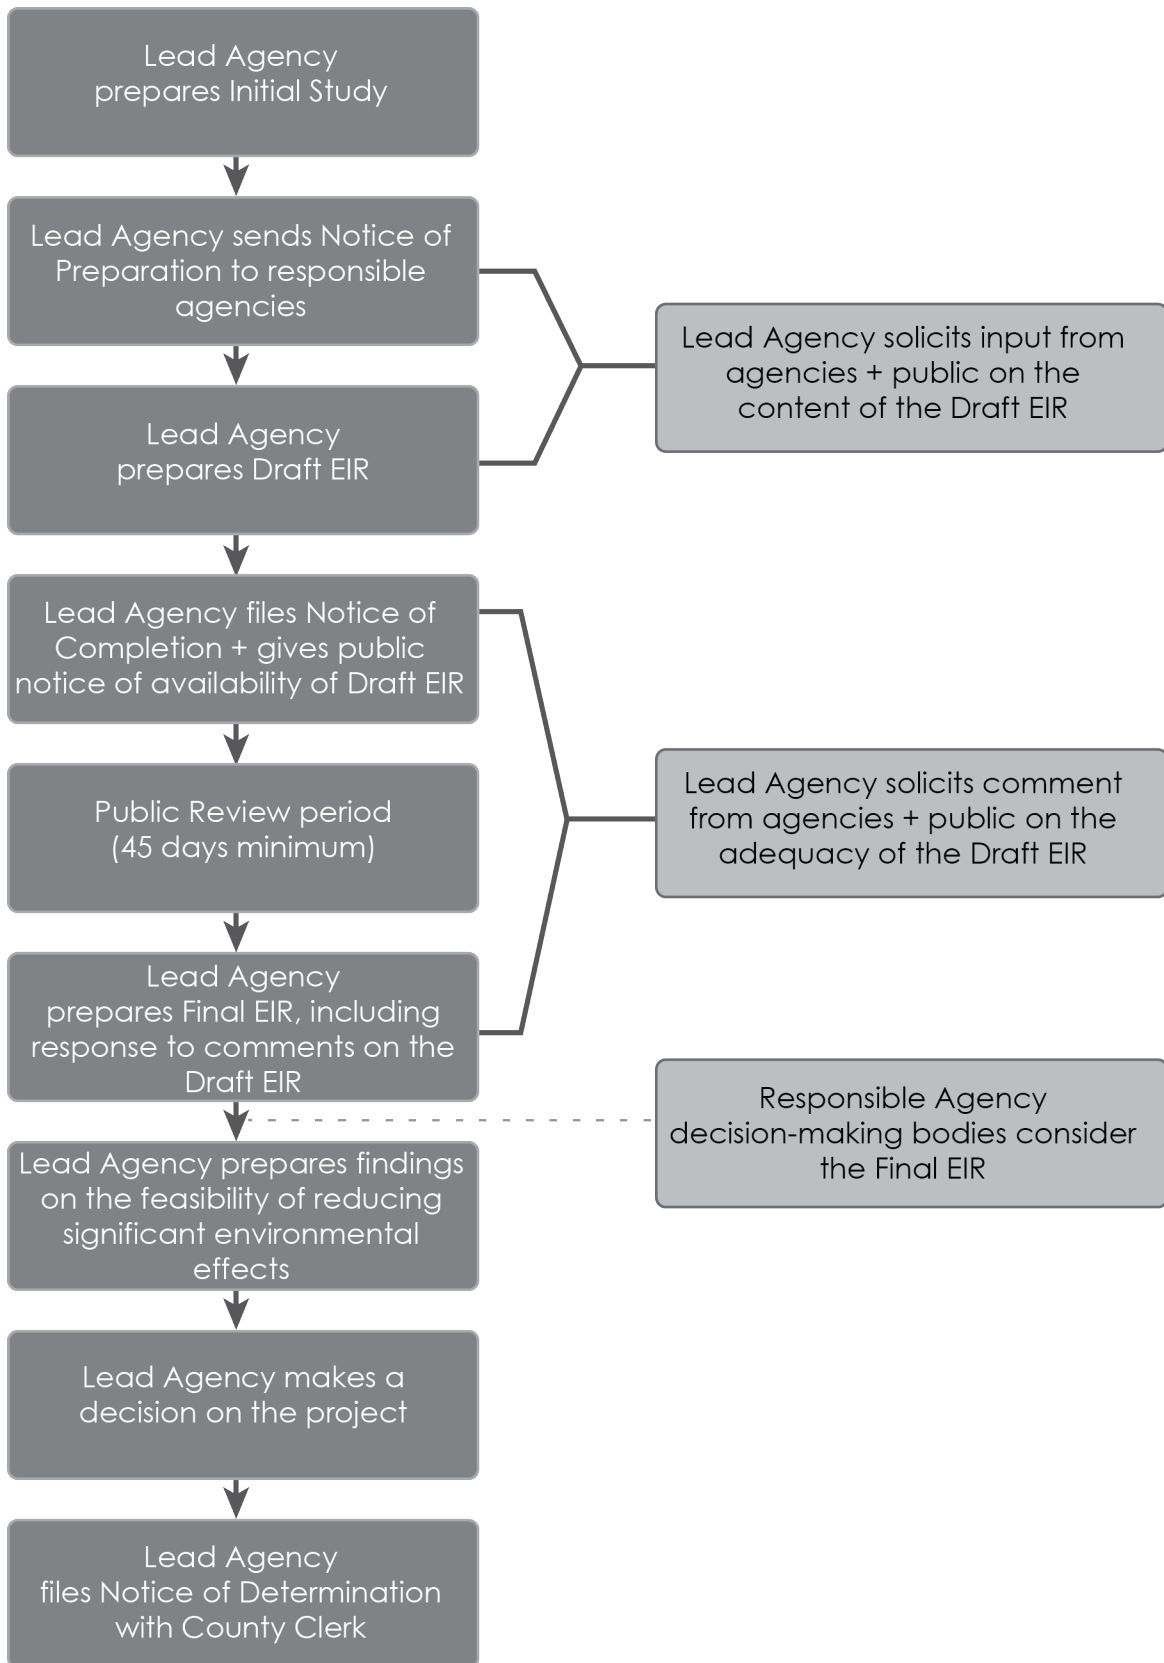 Lead Agency
prepares Initial Study
Lead Agency sends Notice of
Preparation to responsible
agencies
Lead Agency solicits input from
agencies + public on the
content of the Draft EIR
Lead Agency
prepares Draft EIR
Lead Agency files Notice of
Completion + gives public
notice of availability of Draft EIR
Public Review period
(45 days minimum)
Lead Agency solicits comment
from agencies + public on the
adequacy of the Draft EIR
Lead Agency
prepares Final EIR, including
response to comments on the
Draft EIR
Responsible Agency
decision-making bodies consider
the Final EIR
Lead Agency prepares findings
on the feasibility of reducing
significant environmental
effects
Lead Agency makes a
decision on the project
Lead Agency
files Notice of Determination
with County Clerk